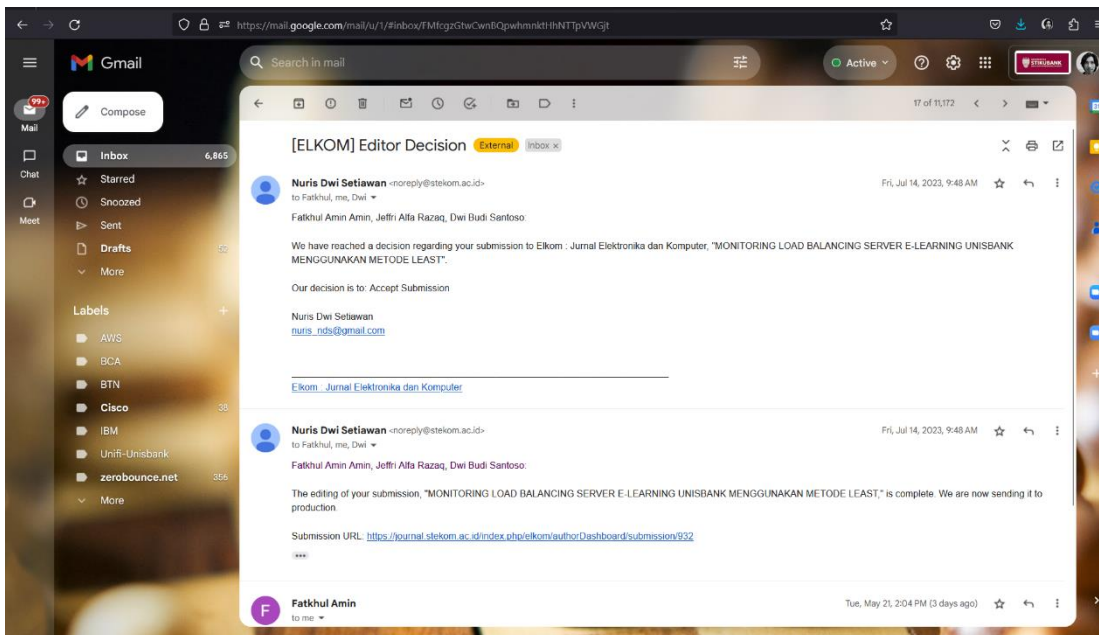 https://mail.google.com/mail/u/1/#inbox/FMfcgzGtwCwnBQpwhmnktHhNTTpVWGjt
Gmail
Search in mail
Active
STIKUBANK
99+
Mail
Chat
Meet
Compose
Inbox 6,865
Starred
Snoozed
Sent
Drafts 52
More
Labels
AWS
BCA
BTN
Cisco 38
IBM
Unifi-Unisbank
zerobounce.net 356
More
17 of 11,172
[ELKOM] Editor Decision External Inbox ×
Nuris Dwi Setiawan <noreply@stekom.ac.id> Fri, Jul 14, 2023, 9:48 AM
to Fatkhul, me, Dwi
Fatkhul Amin Amin, Jeffri Alfa Razaq, Dwi Budi Santoso:
We have reached a decision regarding your submission to Elkom : Jurnal Elektronika dan Komputer, "MONITORING LOAD BALANCING SERVER E-LEARNING UNISBANK
MENGGUNAKAN METODE LEAST".
Our decision is to: Accept Submission
Nuris Dwi Setiawan
nuris_nds@gmail.com
Elkom : Jurnal Elektronika dan Komputer
Nuris Dwi Setiawan <noreply@stekom.ac.id> Fri, Jul 14, 2023, 9:48 AM
to Fatkhul, me, Dwi
Fatkhul Amin Amin, Jeffri Alfa Razaq, Dwi Budi Santoso:
The editing of your submission, "MONITORING LOAD BALANCING SERVER E-LEARNING UNISBANK MENGGUNAKAN METODE LEAST," is complete. We are now sending it to
production.
Submission URL: https://journal.stekom.ac.id/index.php/elkom/authorDashboard/submission/932
F
Fatkhul Amin Tue, May 21, 2:04 PM (3 days ago)
to me